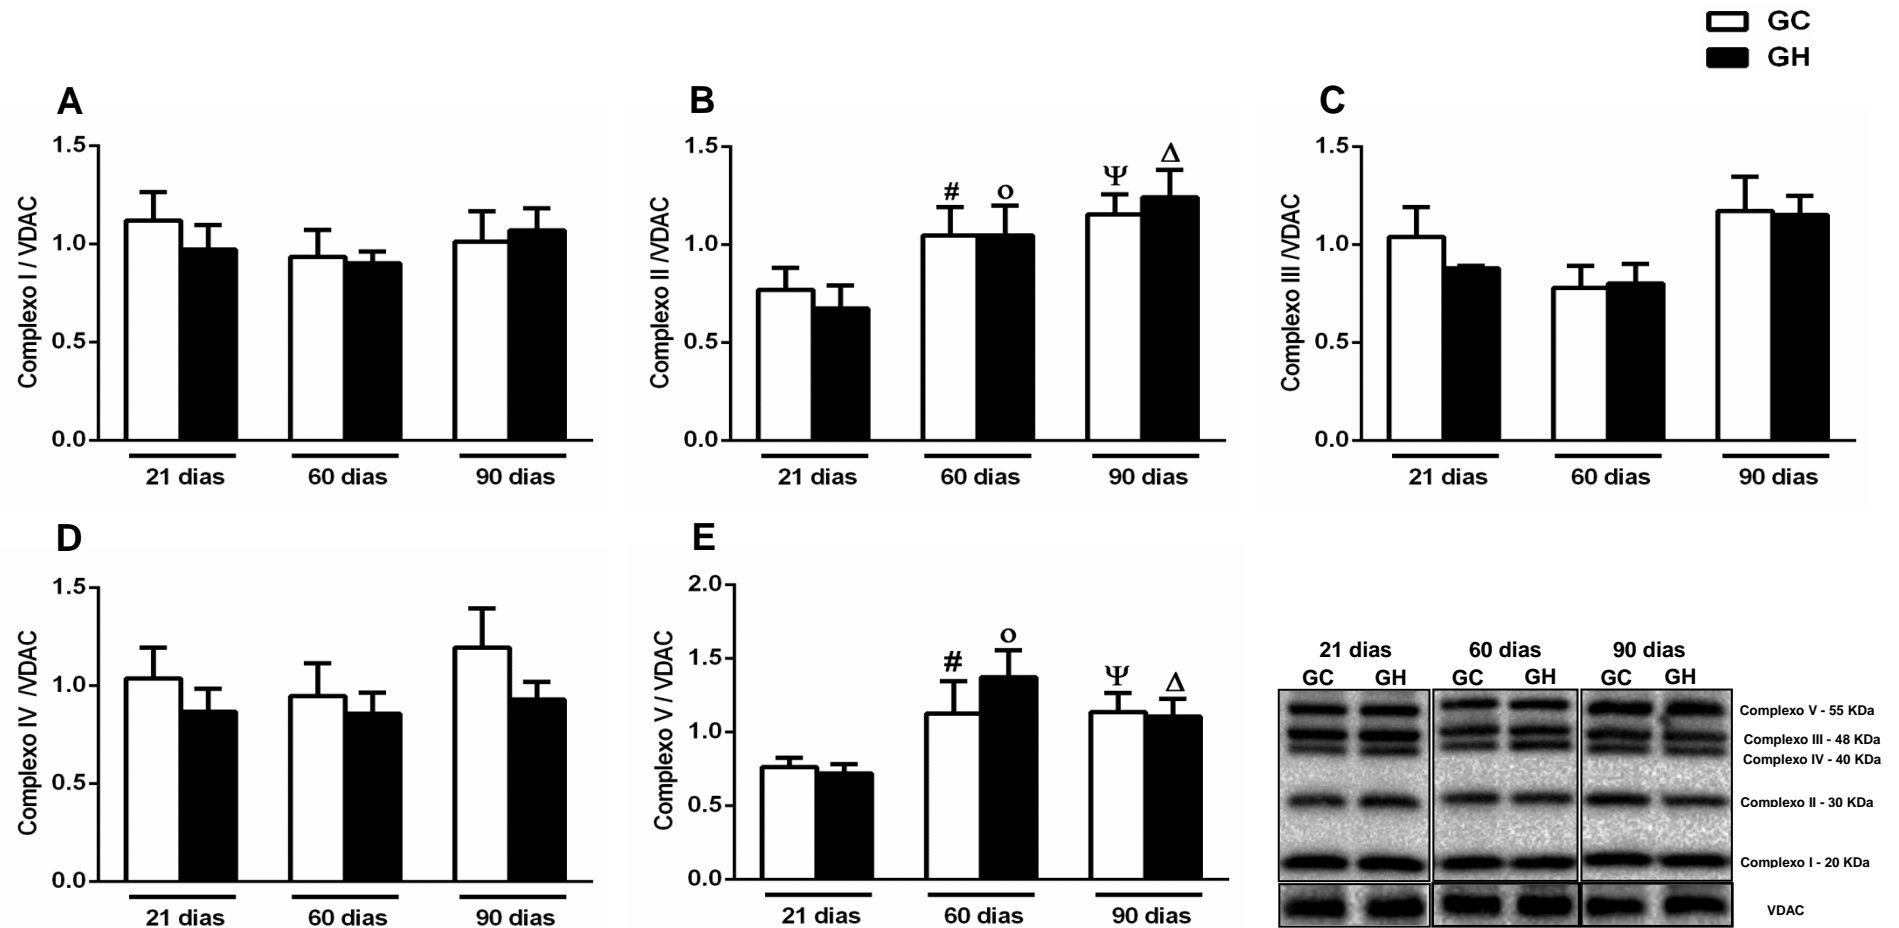 GC
GH
A
Complexo I / VDAC
1.5
1.0
0.5
0.0
21 dias 60 dias 90 dias
B
Complexo II /VDAC
1.5
1.0
0.5
0.0
# o Ψ Δ
21 dias 60 dias 90 dias
C
Complexo III /VDAC
1.5
1.0
0.5
0.0
21 dias 60 dias 90 dias
D
Complexo IV /VDAC
1.5
1.0
0.5
0.0
21 dias 60 dias 90 dias
E
Complexo V / VDAC
2.0
1.5
1.0
0.5
0.0
# o Ψ Δ
21 dias 60 dias 90 dias
21 dias 60 dias 90 dias
GC GH GC GH GC GH
Complexo V - 55 KDa
Complexo III - 48 KDa
Complexo IV - 40 KDa
Complexo II - 30 KDa
Complexo I - 20 KDa
VDAC